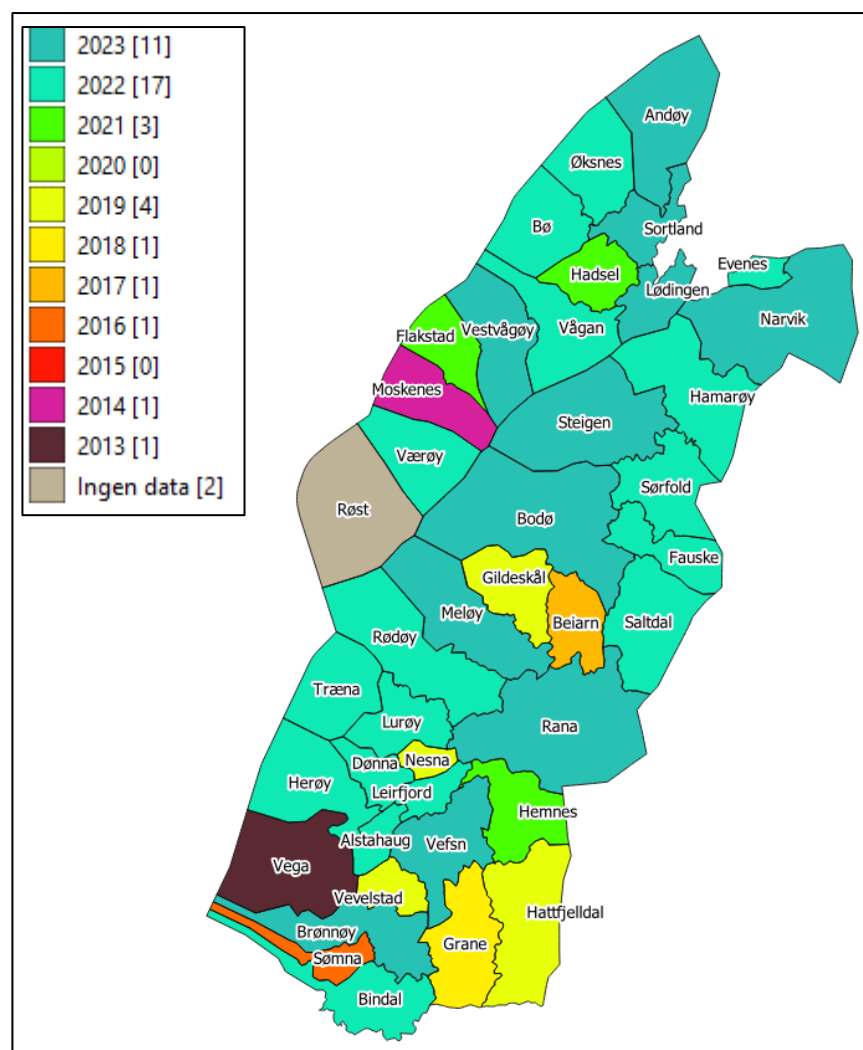 2023 [11]
2022 [17]
2021 [3]
2020 [0]
2019 [4]
2018 [1]
2017 [1]
2016 [1]
2015 [0]
2014 [1]
2013 [1]
Ingen data [2]
Andøy
Øksnes
Bø
Sortland
Hadsel
Evenes
Lødingen
Narvik
Flakstad
Vestvågøy
Vågan
Moskenes
Hamarøy
Steigen
Værøy
Sørfold
Røst
Bodø
Fauske
Gildeskål
Meløy
Beiarn
Saltdal
Rødøy
Træna
Lurøy
Rana
Dønna
Nesna
Herøy
Leirfjord
Hemnes
Alstahaug
Vefsn
Vega
Vevelstad
Hattfjelldal
Brønnøy
Grane
Sømna
Bindal